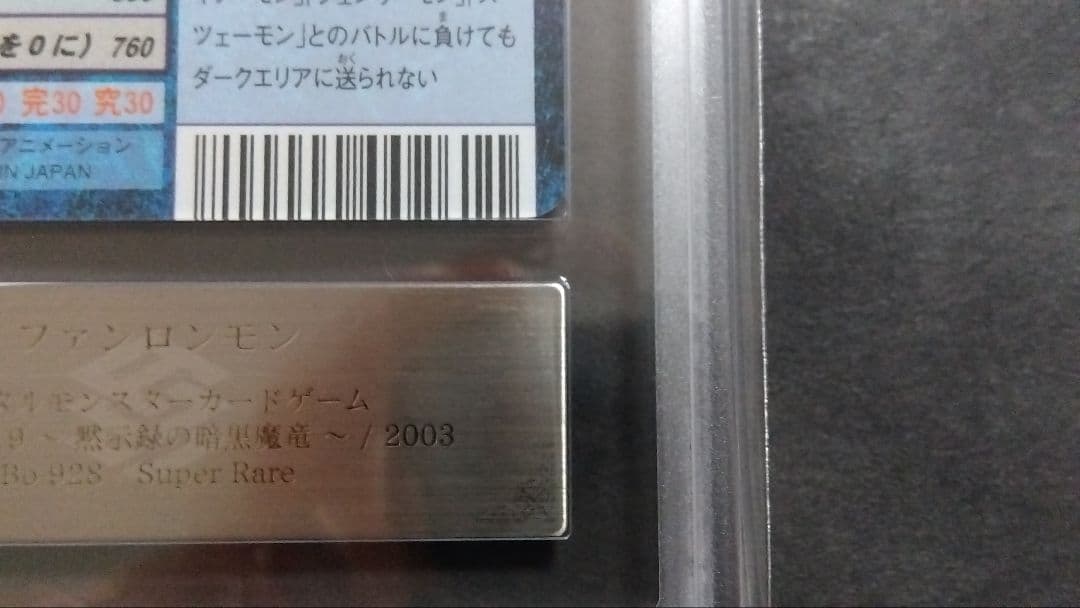 ツェーモン」とのバトルに負けても
ダークエリアに送られない
を0に) 760
完30 究30
アニメーション
IN JAPAN
ファンロンモン
タルモンスターカードゲーム
9 ~ 黙示録の暗黒魔竜 ~ / 2003
Bo-928 Super Rare